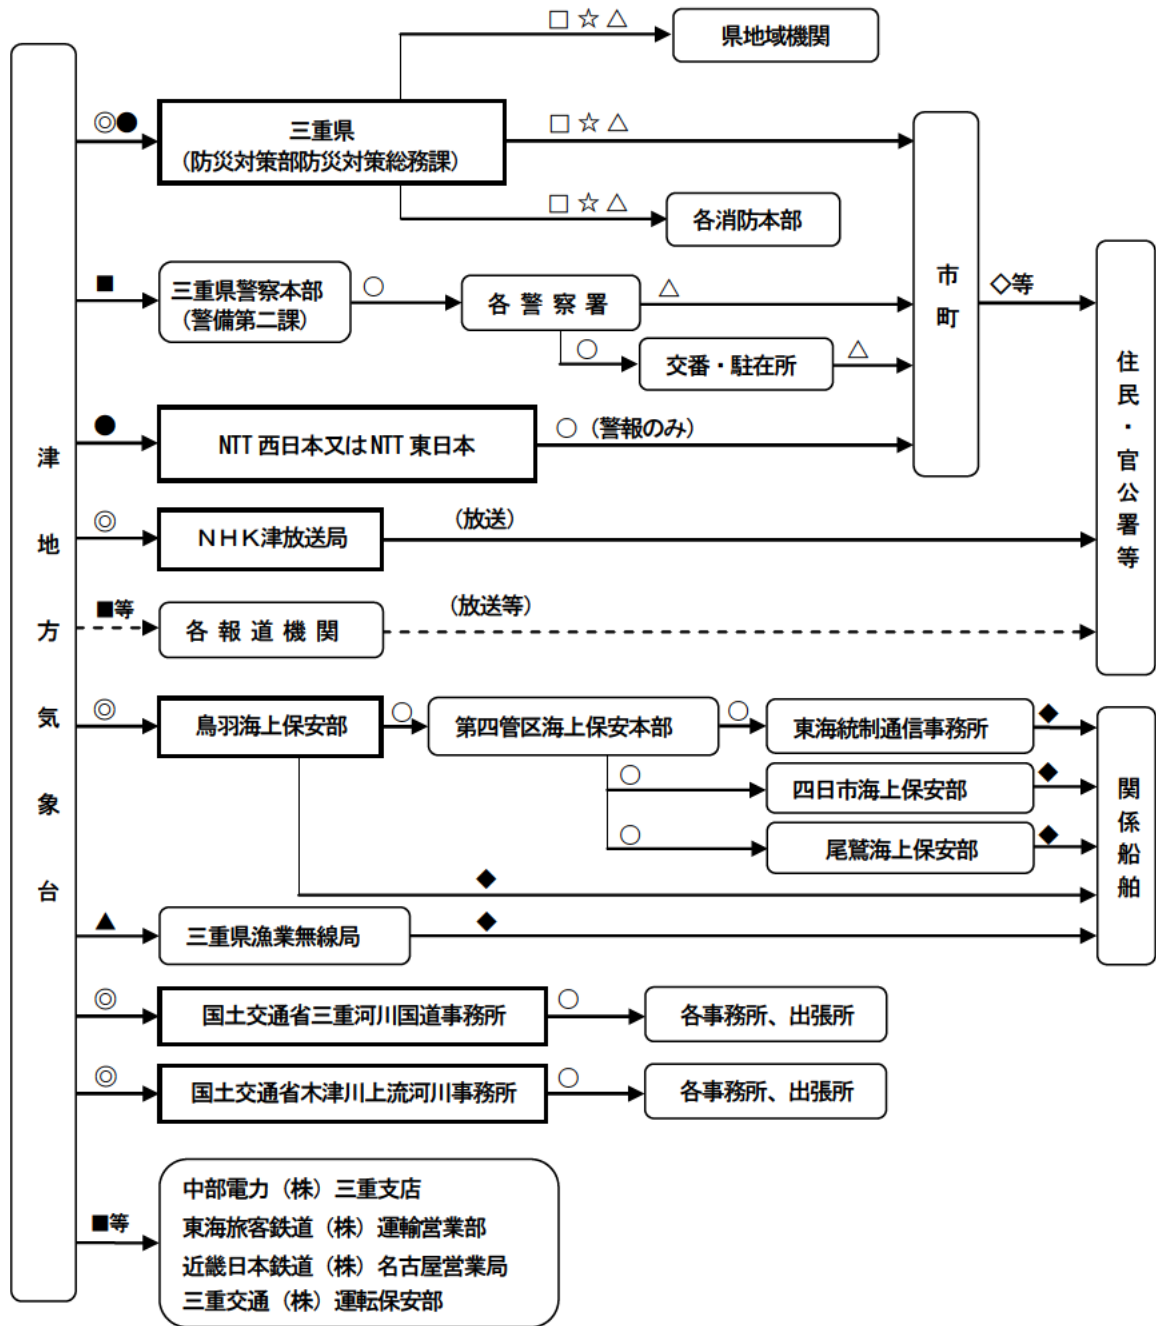 津地方気象台
◎●
三重県
(防災対策部防災対策総務課)
□ ☆ △
県地域機関
□ ☆ △
□ ☆ △
各消防本部
■
三重県警察本部
(警備第二課)
○
各 警 察 署
△
○
交番・駐在所
△
市町
◇等
住民・官公署等
●
NTT 西日本又は NTT 東日本
○ (警報のみ)
◎
NHK津放送局
(放送)
■等
各 報 道 機 関
(放送等)
◎
鳥羽海上保安部
○
第四管区海上保安本部
○
東海統制通信事務所
◆
○
四日市海上保安部
◆
○
尾鷲海上保安部
◆
関係船舶
◆
▲
三重県漁業無線局
◆
◎
国土交通省三重河川国道事務所
○
各事務所、出張所
◎
国土交通省木津川上流河川事務所
○
各事務所、出張所
■等
中部電力(株)三重支店
東海旅客鉄道(株)運輸営業部
近畿日本鉄道(株)名古屋営業局
三重交通(株)運転保安部